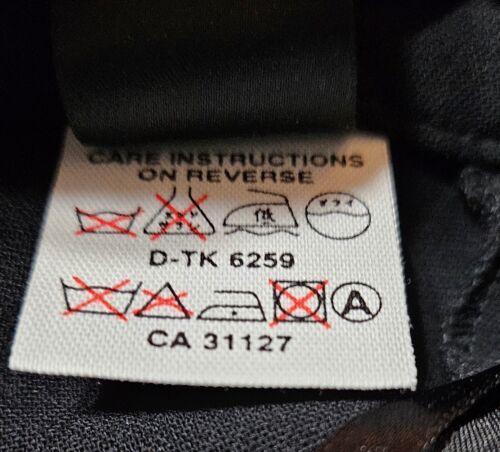 CARE INSTRUCTIONS
ON REVERSE
低 ドライ
D-TK 6259
A
CA 31127